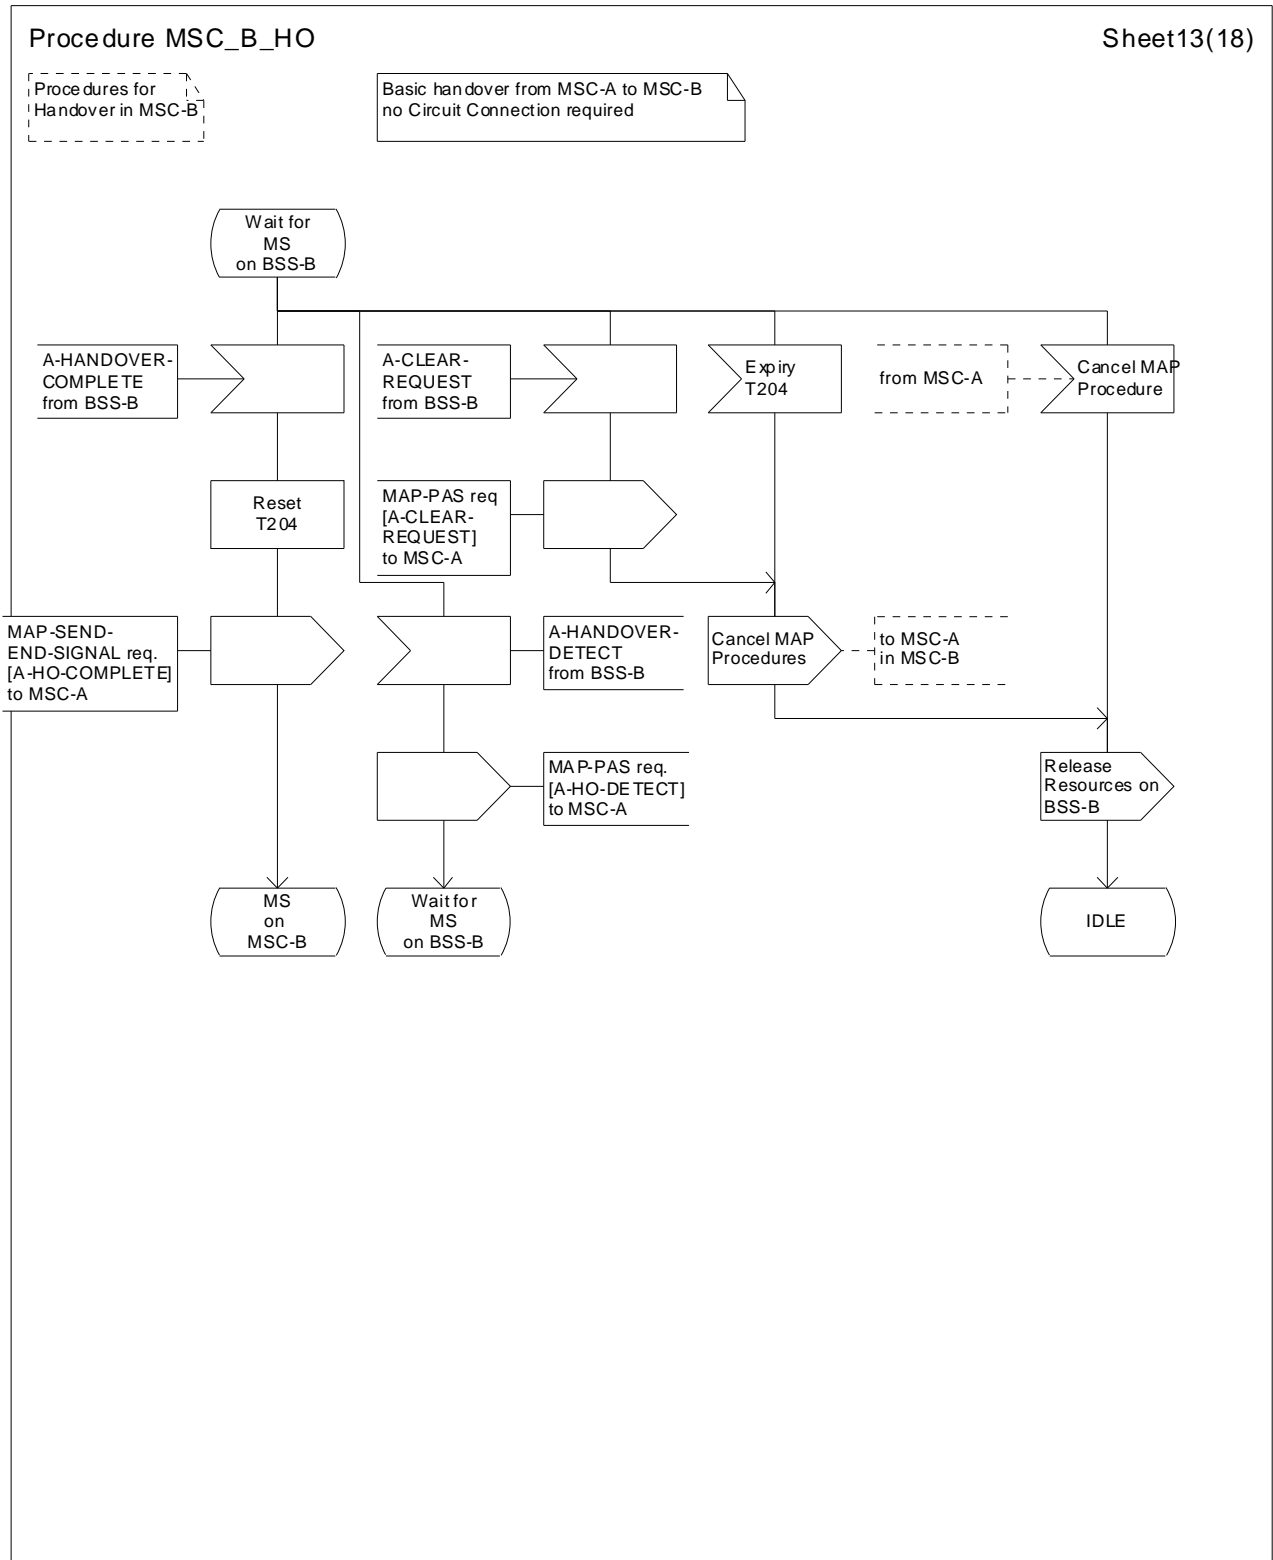 Procedure MSC_B_HO
Sheet13(18)
Procedures for
Handover in MSC-B
Basic handover from MSC-A to MSC-B
no Circuit Connection required
Wait for
MS
on BSS-B
A-HANDOVER-
COMPLETE
from BSS-B
A-CLEAR-
REQUEST
from BSS-B
Expiry
T204
from MSC-A
Cancel MAP
Procedure
Reset
T204
MAP-PAS req
[A-CLEAR-
REQUEST]
to MSC-A
MAP-SEND-
END-SIGNAL req.
[A-HO-COMPLETE]
to MSC-A
A-HANDOVER-
DETECT
from BSS-B
Cancel MAP
Procedures
to MSC-A
in MSC-B
MAP-PAS req.
[A-HO-DETECT]
to MSC-A
Release
Resources on
BSS-B
MS
on
MSC-B
Wait for
MS
on BSS-B
IDLE